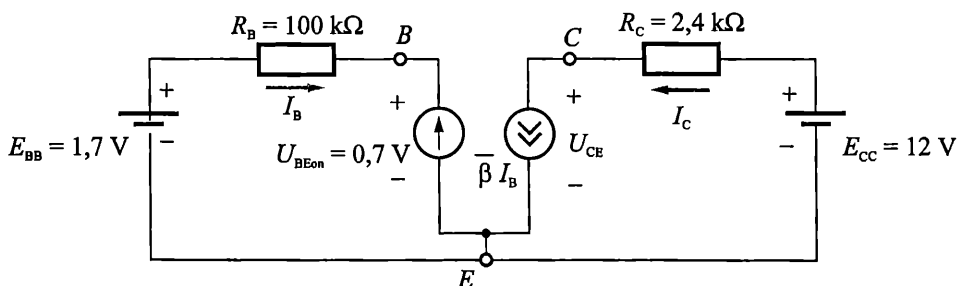 R_B = 100 kΩ
B
C
R_C = 2,4 kΩ
+
I_B
+
+
I_C
+
E_BB = 1,7 V
−
U_BEon = 0,7 V
U_CE
−
E_CC = 12 V
−
β̄ I_B
−
E